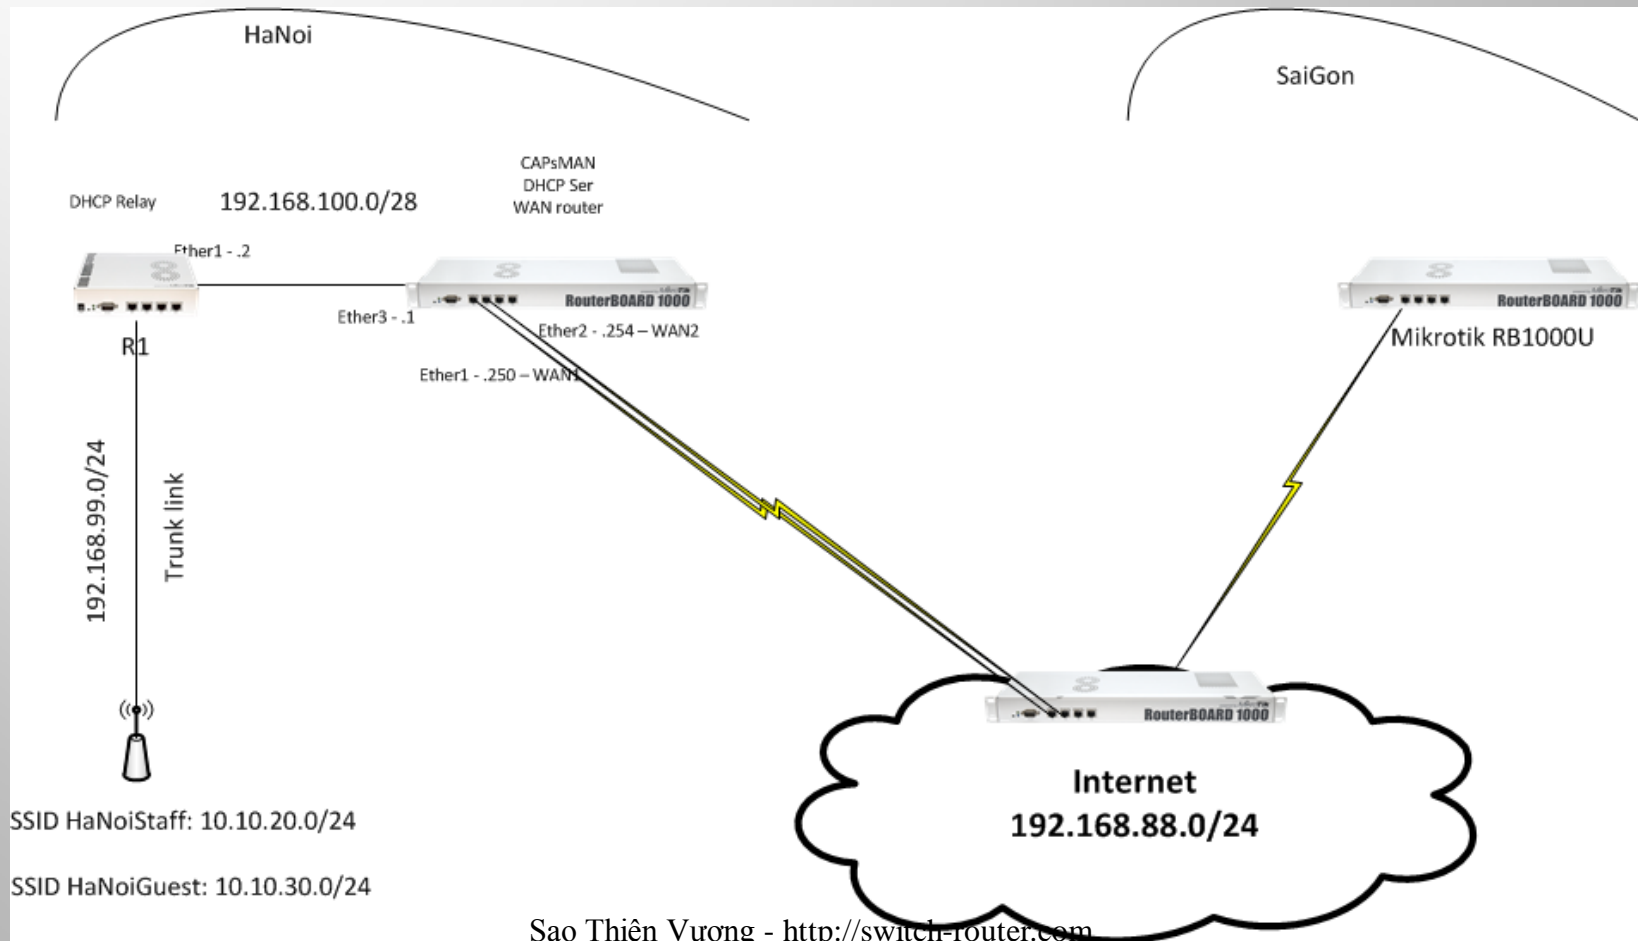 HaNoi
SaiGon
CAPsMAN
DHCP Ser
WAN router
DHCP Relay
192.168.100.0/28
Ether1 - .2
RouterBOARD 1000
RouterBOARD 1000
Ether3 - .1
Ether2 - .254 – WAN2
Mikrotik RB1000U
R1
Ether1 - .250 – WAN1
192.168.99.0/24
Trunk link
RouterBOARD 1000
Internet
192.168.88.0/24
SSID HaNoiStaff: 10.10.20.0/24
SSID HaNoiGuest: 10.10.30.0/24
Sao Thiên Vương - http://switch-router.com